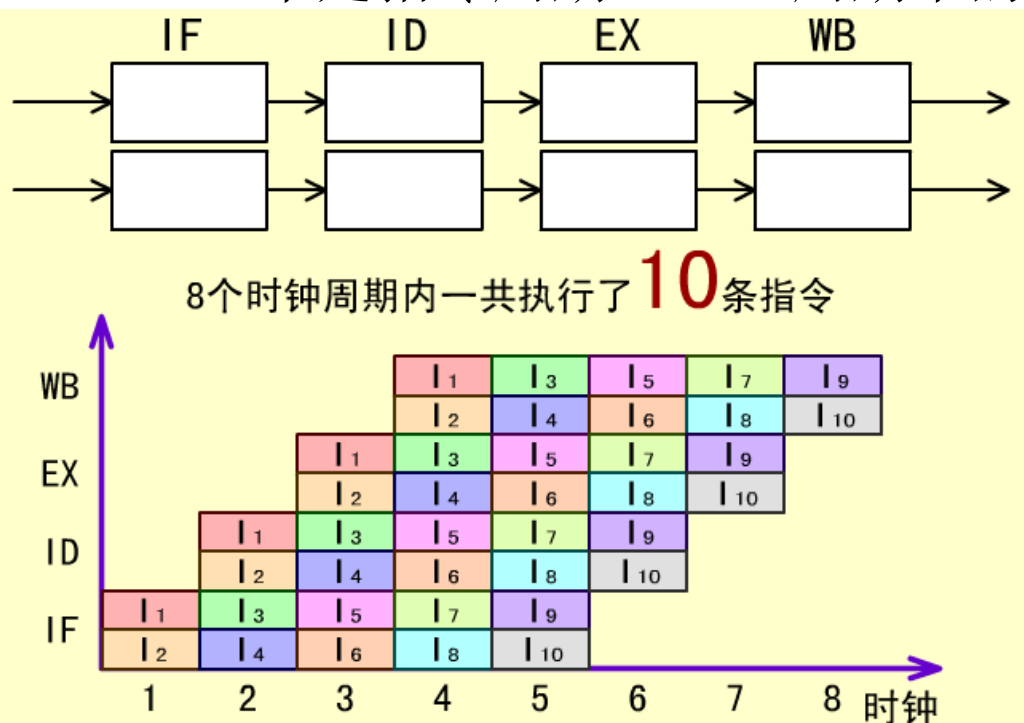 IF ID EX WB
8个时钟周期内一共执行了10条指令
WB I1 I3 I5 I7 I9
I2 I4 I6 I8 I10
EX I1 I3 I5 I7 I9
I2 I4 I6 I8 I10
ID I1 I3 I5 I7 I9
I2 I4 I6 I8 I10
IF I1 I3 I5 I7 I9
I2 I4 I6 I8 I10
1 2 3 4 5 6 7 8 时钟